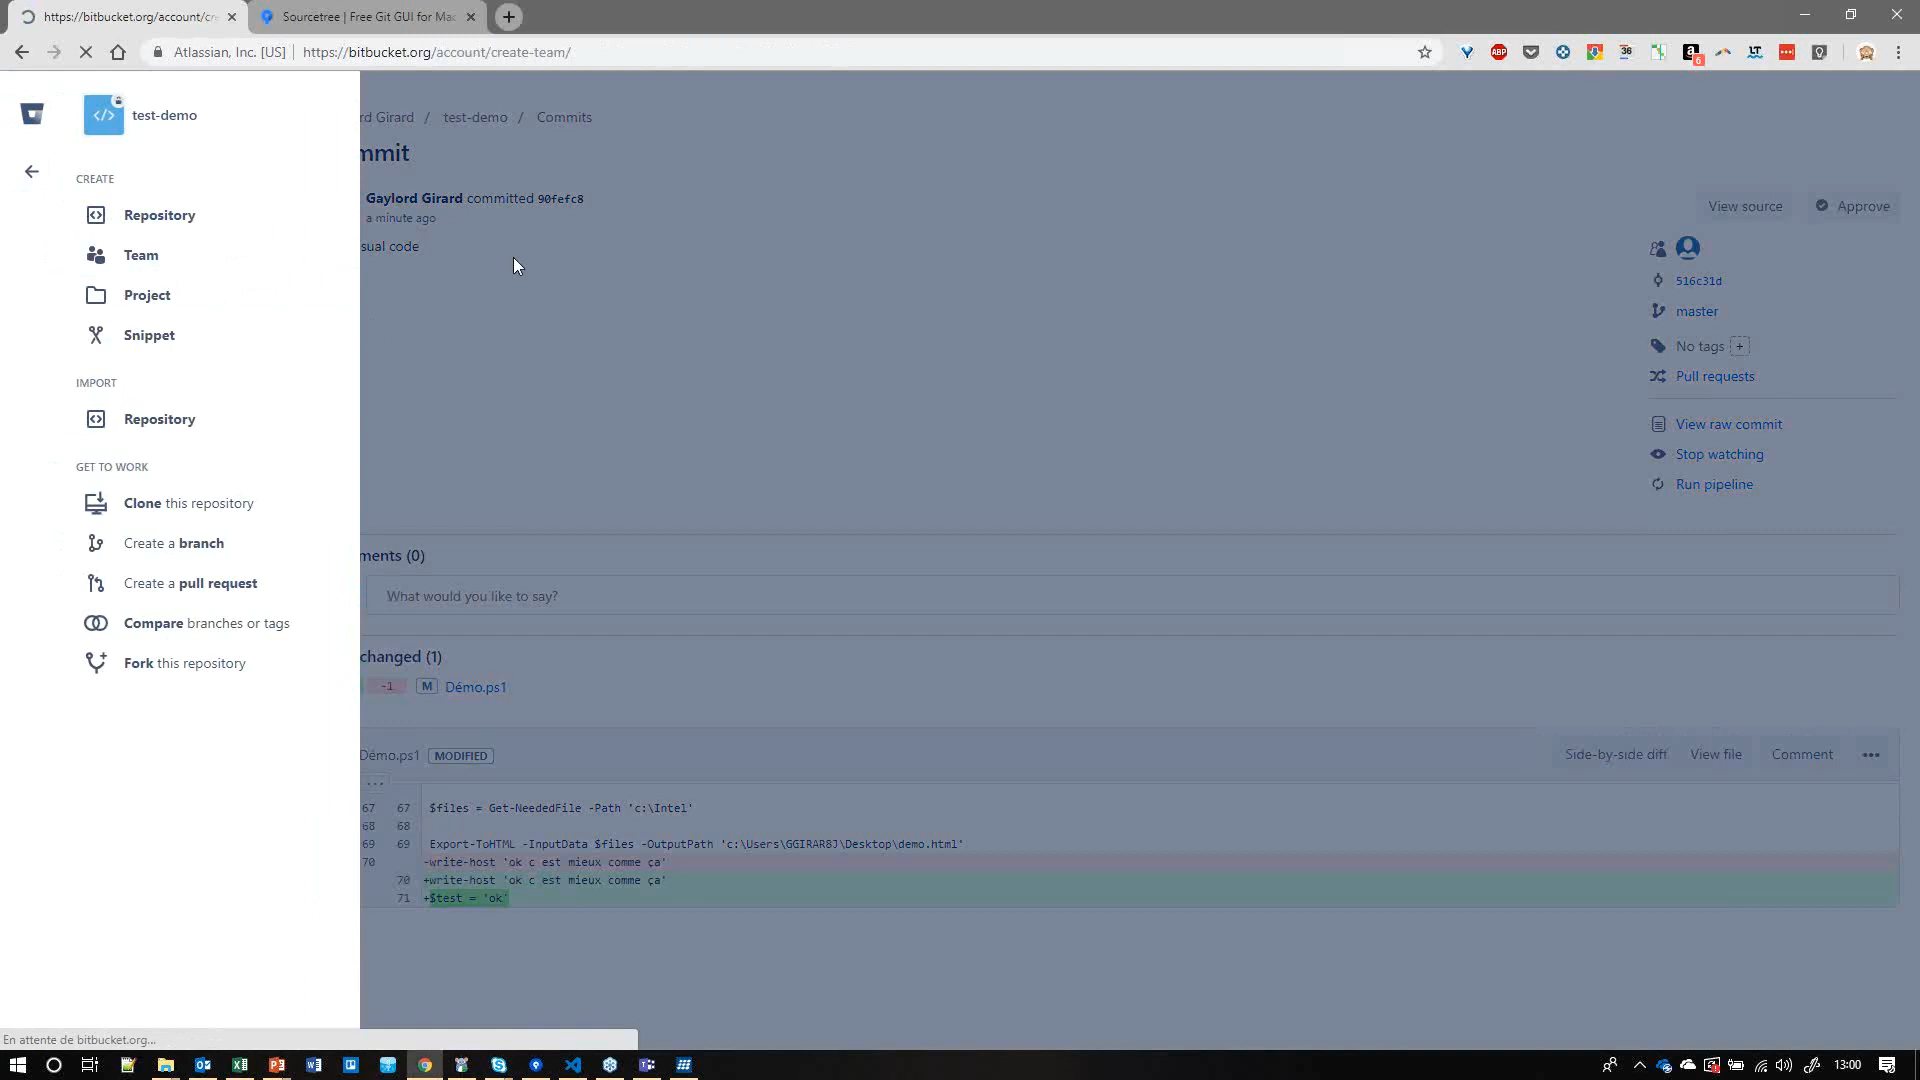 https://bitbucket.org/account/cre
Sourcetree | Free Git GUI for Mac
Atlassian, Inc. [US]
https://bitbucket.org/account/create-team/
ABP
36
6
LT
test-demo
rd Girard / test-demo / Commits
mmit
CREATE
Gaylord Girard committed 90fefc8
a minute ago
View source
Approve
Repository
sual code
Team
516c31d
Project
master
Snippet
No tags +
Pull requests
IMPORT
Repository
View raw commit
Stop watching
GET TO WORK
Run pipeline
Clone this repository
Create a branch
ments (0)
Create a pull request
What would you like to say?
Compare branches or tags
Fork this repository
changed (1)
-1 M Démo.ps1
Démo.ps1 MODIFIED
Side-by-side diff View file Comment •••
...
67 67 $files = Get-NeededFile -Path 'c:\Intel'
68 68
69 69 Export-ToHTML -InputData $files -OutputPath 'c:\Users\GGIRAR8J\Desktop\demo.html'
70 -write-host 'ok c est mieux comme ça'
70 +write-host 'ok c est mieux comme ça'
71 +$test = 'ok'
En attente de bitbucket.org...
13:00